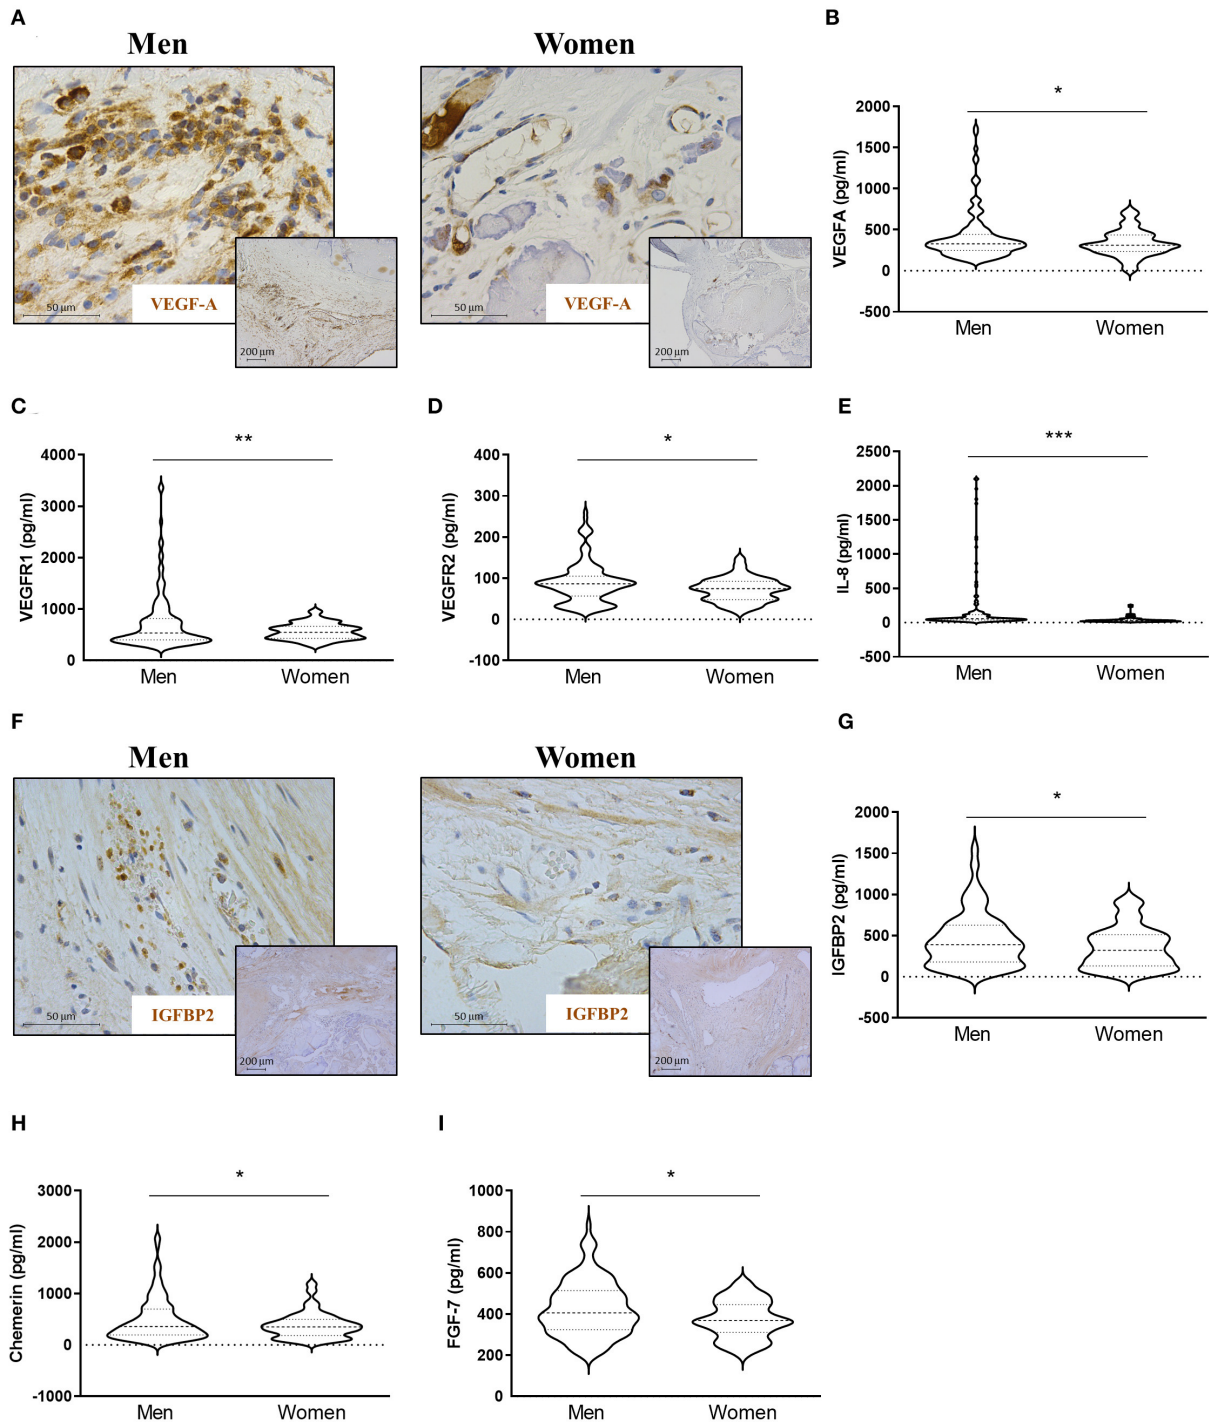 A
Men
Women
VEGF-A
50 µm
200 µm
VEGF-A
50 µm
200 µm
B
*
2000
1500
1000
500
0
-500
VEGFA (pg/ml)
Men
Women
C
**
4000
3000
2000
1000
0
VEGFR1 (pg/ml)
Men
Women
D
*
400
300
200
100
0
-100
VEGFR2 (pg/ml)
Men
Women
E
***
2500
2000
1500
1000
500
0
-500
IL-8 (pg/ml)
Men
Women
F
Men
Women
IGFBP2
50 µm
200 µm
IGFBP2
50 µm
200 µm
G
*
2000
1500
1000
500
0
-500
IGFBP2 (pg/ml)
Men
Women
H
*
3000
2000
1000
0
-1000
Chemerin (pg/ml)
Men
Women
I
*
1000
800
600
400
200
0
FGF-7 (pg/ml)
Men
Women